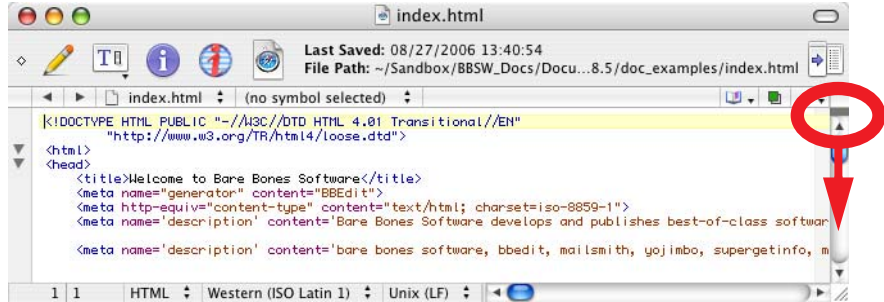 index.html
Last Saved: 08/27/2006 13:40:54
File Path: ~/Sandbox/BBSW_Docs/Docu...8.5/doc_examples/index.html
index.html (no symbol selected)
<!DOCTYPE HTML PUBLIC "-//W3C//DTD HTML 4.01 Transitional//EN"
"http://www.w3.org/TR/html4/loose.dtd">
<html>
<head>
<title>Welcome to Bare Bones Software</title>
<meta name="generator" content="BBEdit">
<meta http-equiv="content-type" content="text/html; charset=iso-8859-1">
<meta name='description' content='Bare Bones Software develops and publishes best-of-class softwar
<meta name='description' content='bare bones software, bbedit, mailsmith, yojimbo, supergetinfo, m
1 1 HTML Western (ISO Latin 1) Unix (LF)